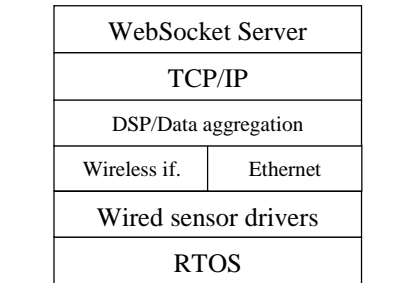 WebSocket Server
TCP/IP
DSP/Data aggregation
Wireless if. Ethernet
Wired sensor drivers
RTOS